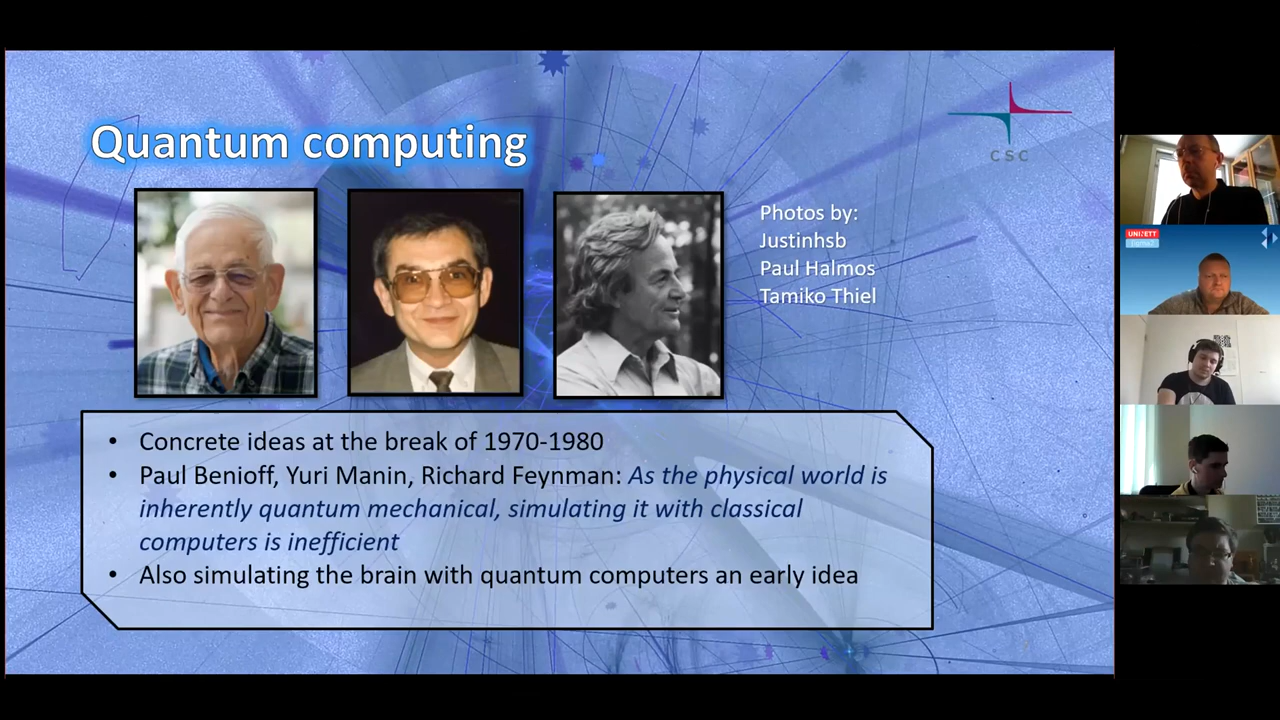 Quantum computing
CSC
Photos by:
Justinhsb
Paul Halmos
Tamiko Thiel
• Concrete ideas at the break of 1970-1980
• Paul Benioff, Yuri Manin, Richard Feynman: As the physical world is
inherently quantum mechanical, simulating it with classical
computers is inefficient
• Also simulating the brain with quantum computers an early idea